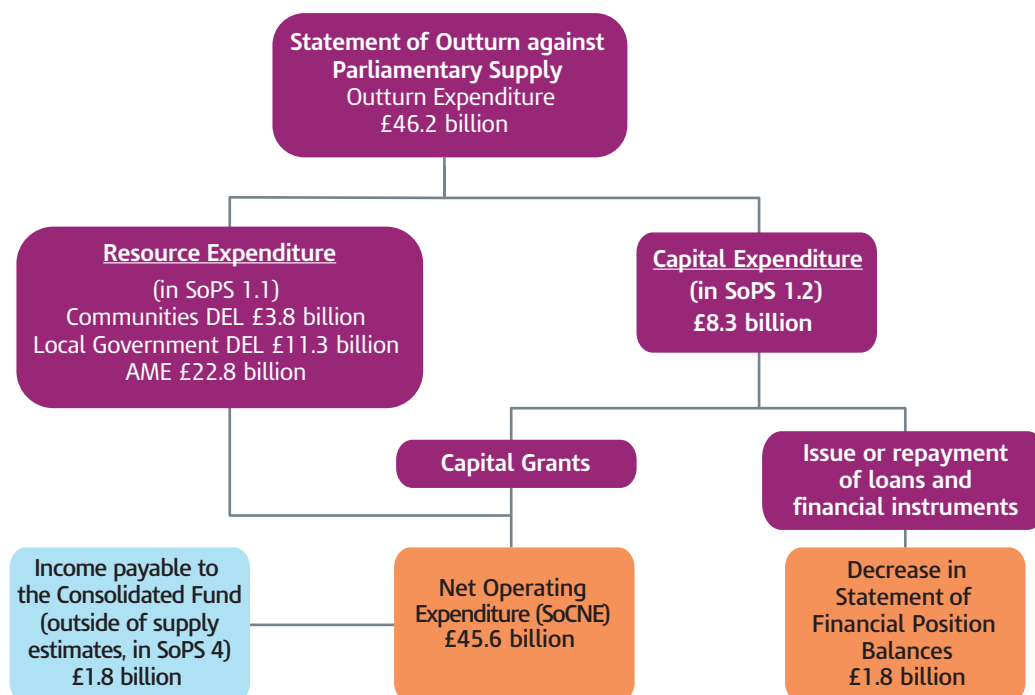 Statement of Outturn against
Parliamentary Supply
Outturn Expenditure
£46.2 billion
Resource Expenditure
(in SoPS 1.1)
Communities DEL £3.8 billion
Local Government DEL £11.3 billion
AME £22.8 billion
Capital Expenditure
(in SoPS 1.2)
£8.3 billion
Capital Grants
Issue or repayment
of loans and
financial instruments
Income payable to
the Consolidated Fund
(outside of supply
estimates, in SoPS 4)
£1.8 billion
Net Operating
Expenditure (SoCNE)
£45.6 billion
Decrease in
Statement of
Financial Position
Balances
£1.8 billion